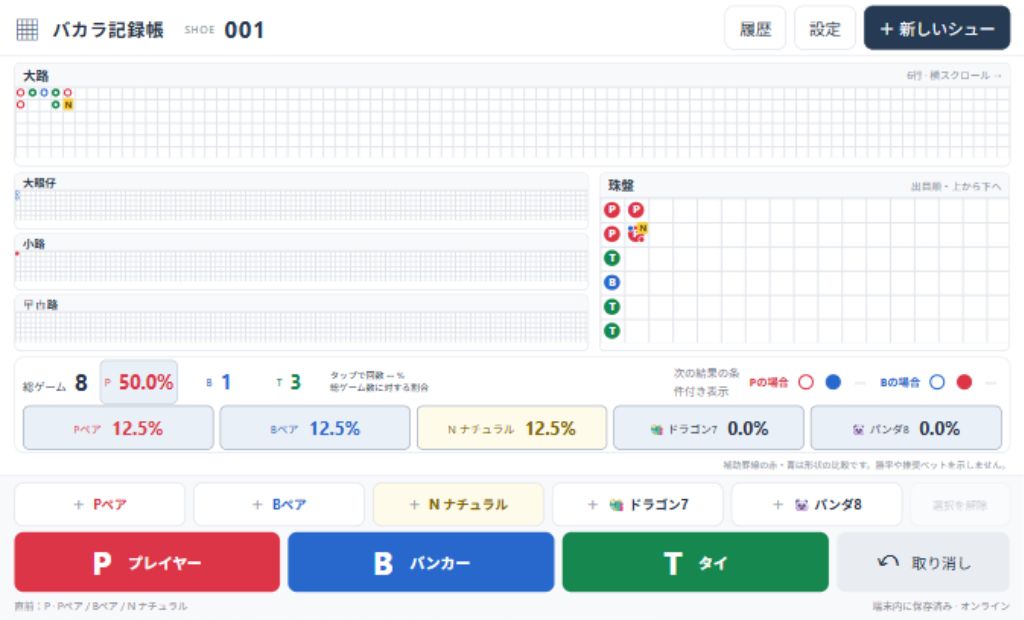 バカラ記録帳 SHOE 001 履歴 設定 + 新しいシュー
大路 6行・横スクロール →
N
大眼仔
珠盤 出目順・上から下へ
P P
P N
小路
T
B
T
T
総ゲーム 8 P 50.0% B 1 T 3 タップで回数 ↔ %
総ゲーム数に対する割合
次の結果の条
件付き表示
Pの場合 — Bの場合 —
Pペア 12.5% Bペア 12.5% N ナチュラル 12.5% ドラゴン7 0.0% パンダ8 0.0%
補助罫線の赤・青は形状の比較です。勝率や推奨ベットを示しません。
+ Pペア + Bペア + N ナチュラル + ドラゴン7 + パンダ8 選択を解除
P プレイヤー B バンカー T タイ 取り消し
直前：P · Pペア / Bペア / N ナチュラル 端末内に保存済み · オンライン